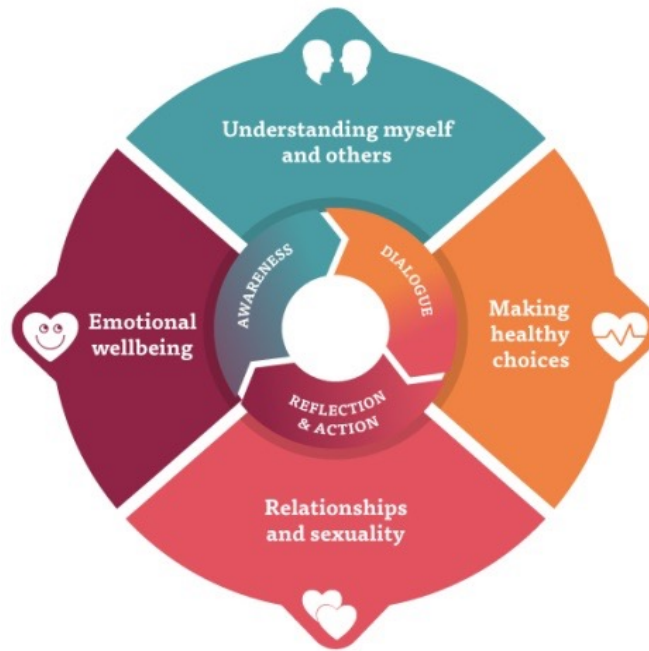 Understanding myself
and others
Emotional
wellbeing
AWARENESS
DIALOGUE
Making
healthy
choices
REFLECTION
& ACTION
Relationships
and sexuality